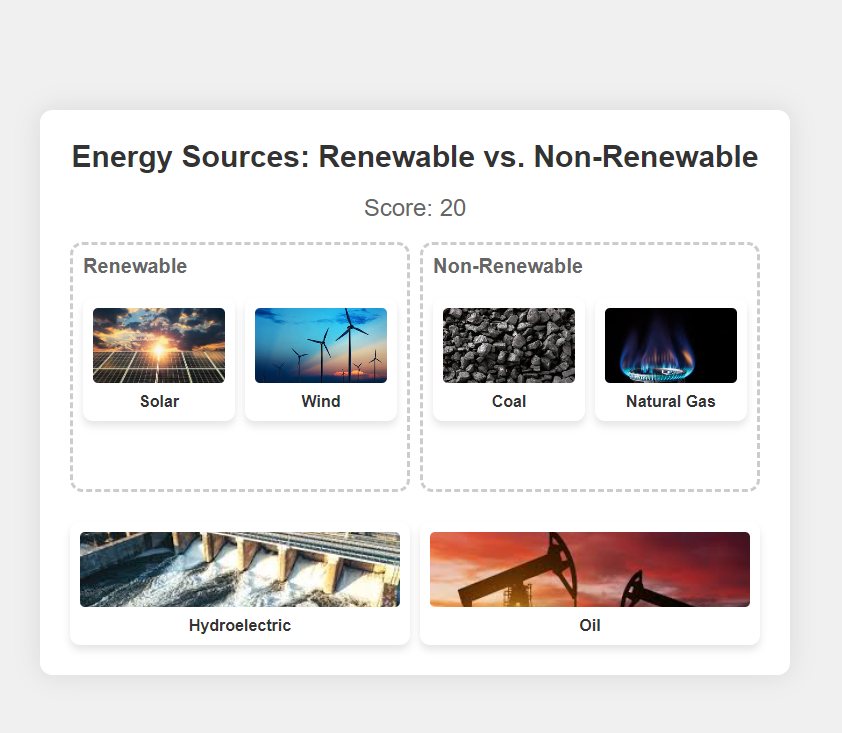 Energy Sources: Renewable vs. Non-Renewable
Score: 20
Renewable
Non-Renewable
Solar
Wind
Coal
Natural Gas
Hydroelectric
Oil